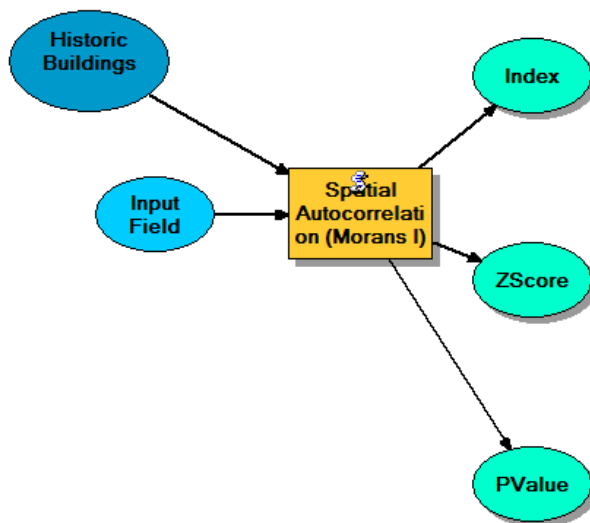 Historic
Buildings
Index
Input
Field
Spatial
Autocorrelati
on (Morans I)
ZScore
PValue